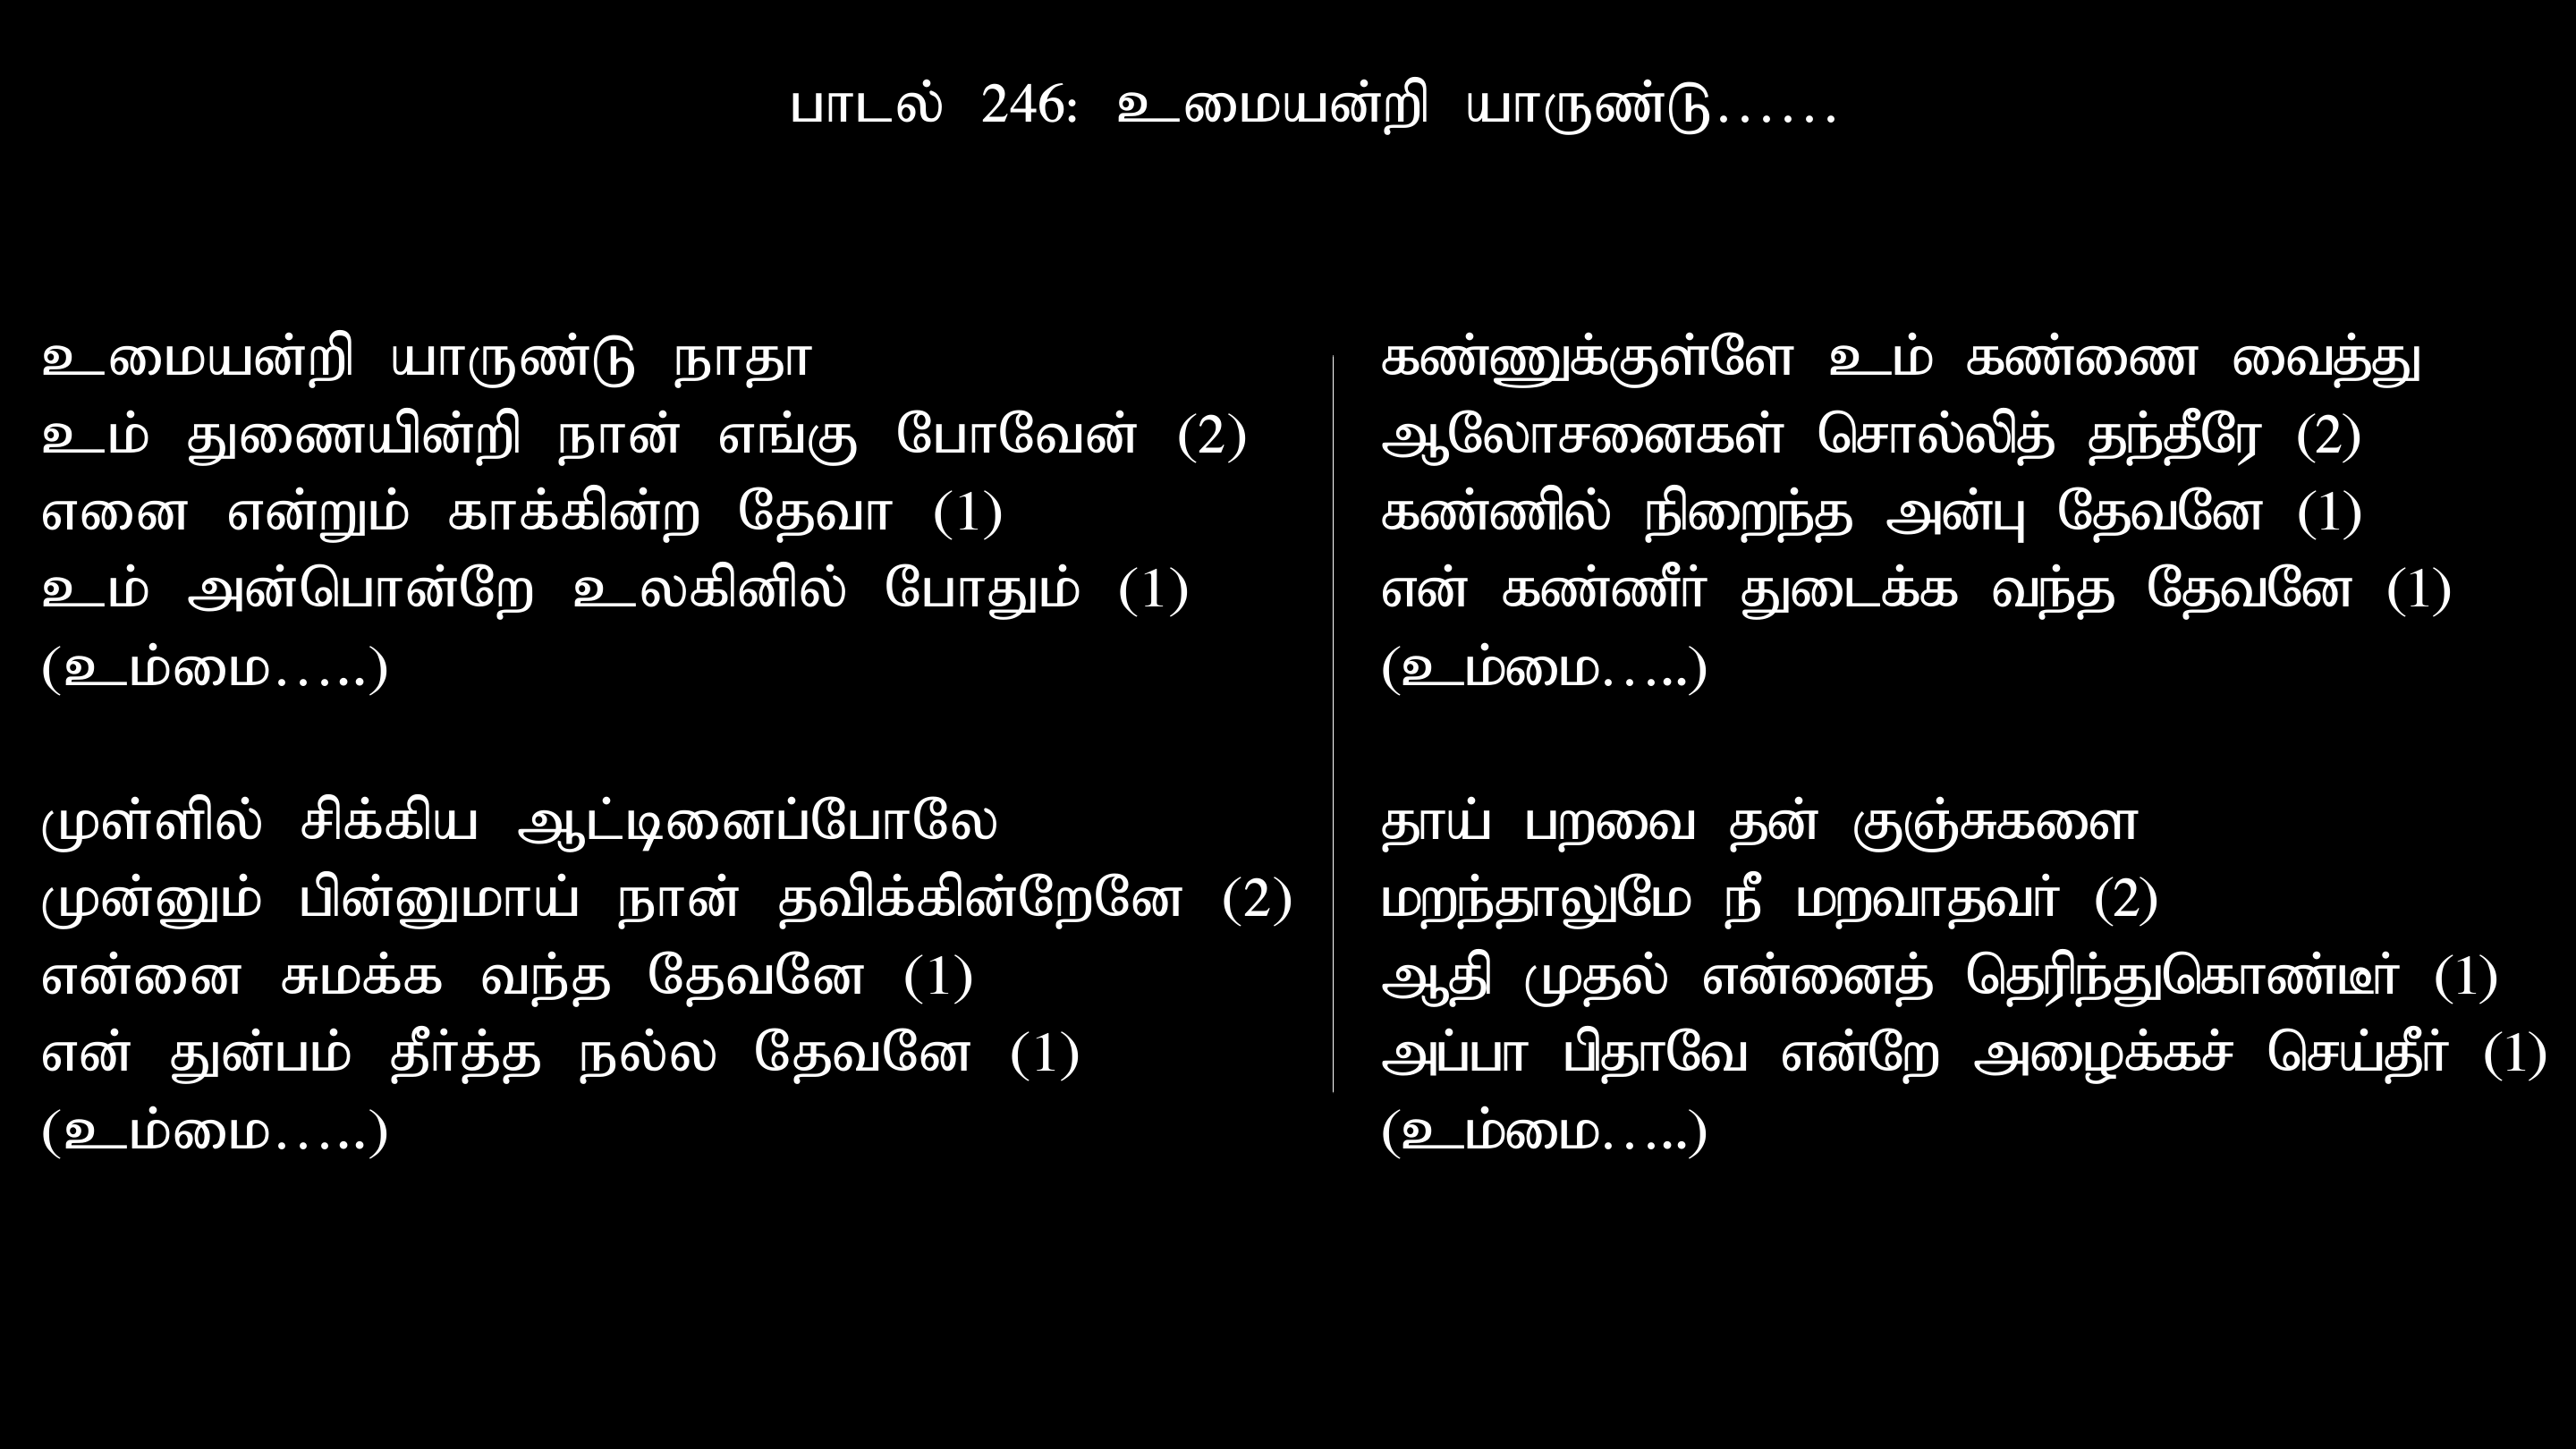 பாடல் 246: உமையன்றி யாருண்டு......
உமையன்றி யாருண்டு நாதா
உம் துணையின்றி நான் எங்கு போவேன் (2)
எனை என்றும் காக்கின்ற தேவா (1)
உம் அன்பொன்றே உலகினில் போதும் (1)
(உம்மை.....)
முள்ளில் சிக்கிய ஆட்டினைப்போலே
முன்னும் பின்னுமாய் நான் தவிக்கின்றேனே (2)
என்னை சுமக்க வந்த தேவனே (1)
என் துன்பம் தீர்த்த நல்ல தேவனே (1)
(உம்மை.....)
கண்ணுக்குள்ளே உம் கண்ணை வைத்து
ஆலோசனைகள் சொல்லித் தந்தீரே (2)
கண்ணில் நிறைந்த அன்பு தேவனே (1)
என் கண்ணீர் துடைக்க வந்த தேவனே (1)
(உம்மை.....)
தாய் பறவை தன் குஞ்சுகளை
மறந்தாலுமே நீ மறவாதவர் (2)
ஆதி முதல் என்னைத் தெரிந்துகொண்டீர் (1)
அப்பா பிதாவே என்றே அழைக்கச் செய்தீர் (1)
(உம்மை.....)